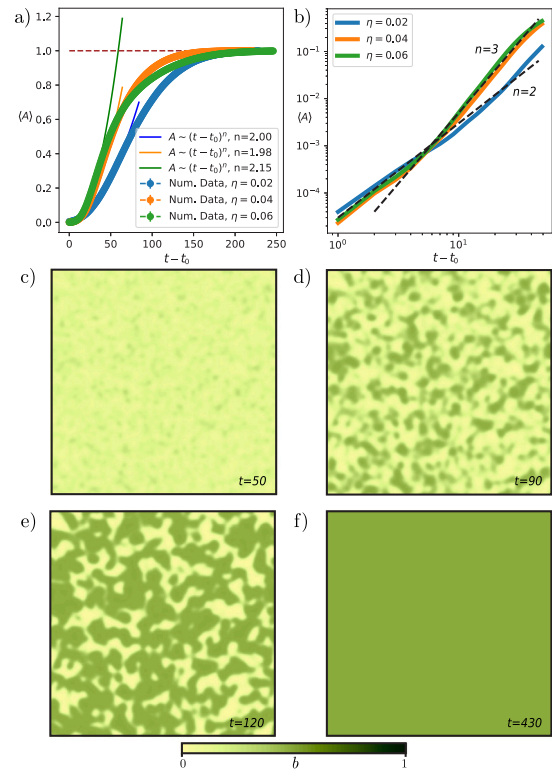 a)
1.2
1.0
0.8
0.6
0.4
0.2
0.0
⟨A⟩
A ~ (t − t₀)ⁿ, n=2.00
A ~ (t − t₀)ⁿ, n=1.98
A ~ (t − t₀)ⁿ, n=2.15
Num. Data, η = 0.02
Num. Data, η = 0.04
Num. Data, η = 0.06
0 50 100 150 200 250
t − t₀
b)
η = 0.02
η = 0.04
η = 0.06
n=3
n=2
10⁻¹
10⁻²
10⁻³
10⁻⁴
⟨A⟩
10⁰ 10¹
t − t₀
c)
t=50
d)
t=90
e)
t=120
f)
t=430
0 b 1